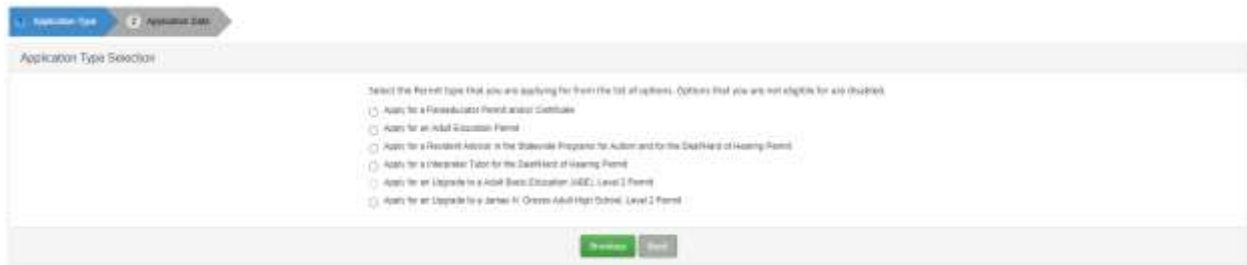 1 Application Type
2 Application Data
Application Type Selection
Select the Permit type that you are applying for from the list of options. Options that you are not eligible for are disabled.
Apply for a Paraeducator Permit and/or Certificate
Apply for an Adult Education Permit
Apply for a Resident Advisor in the Statewide Programs for Autism and for the Deaf/Hard of Hearing Permit
Apply for a Interpreter Tutor for the Deaf/Hard of Hearing Permit
Apply for an Upgrade to a Adult Basic Education (ABE), Level 2 Permit
Apply for an Upgrade to a James H. Groves Adult High School, Level 2 Permit
Previous
Next